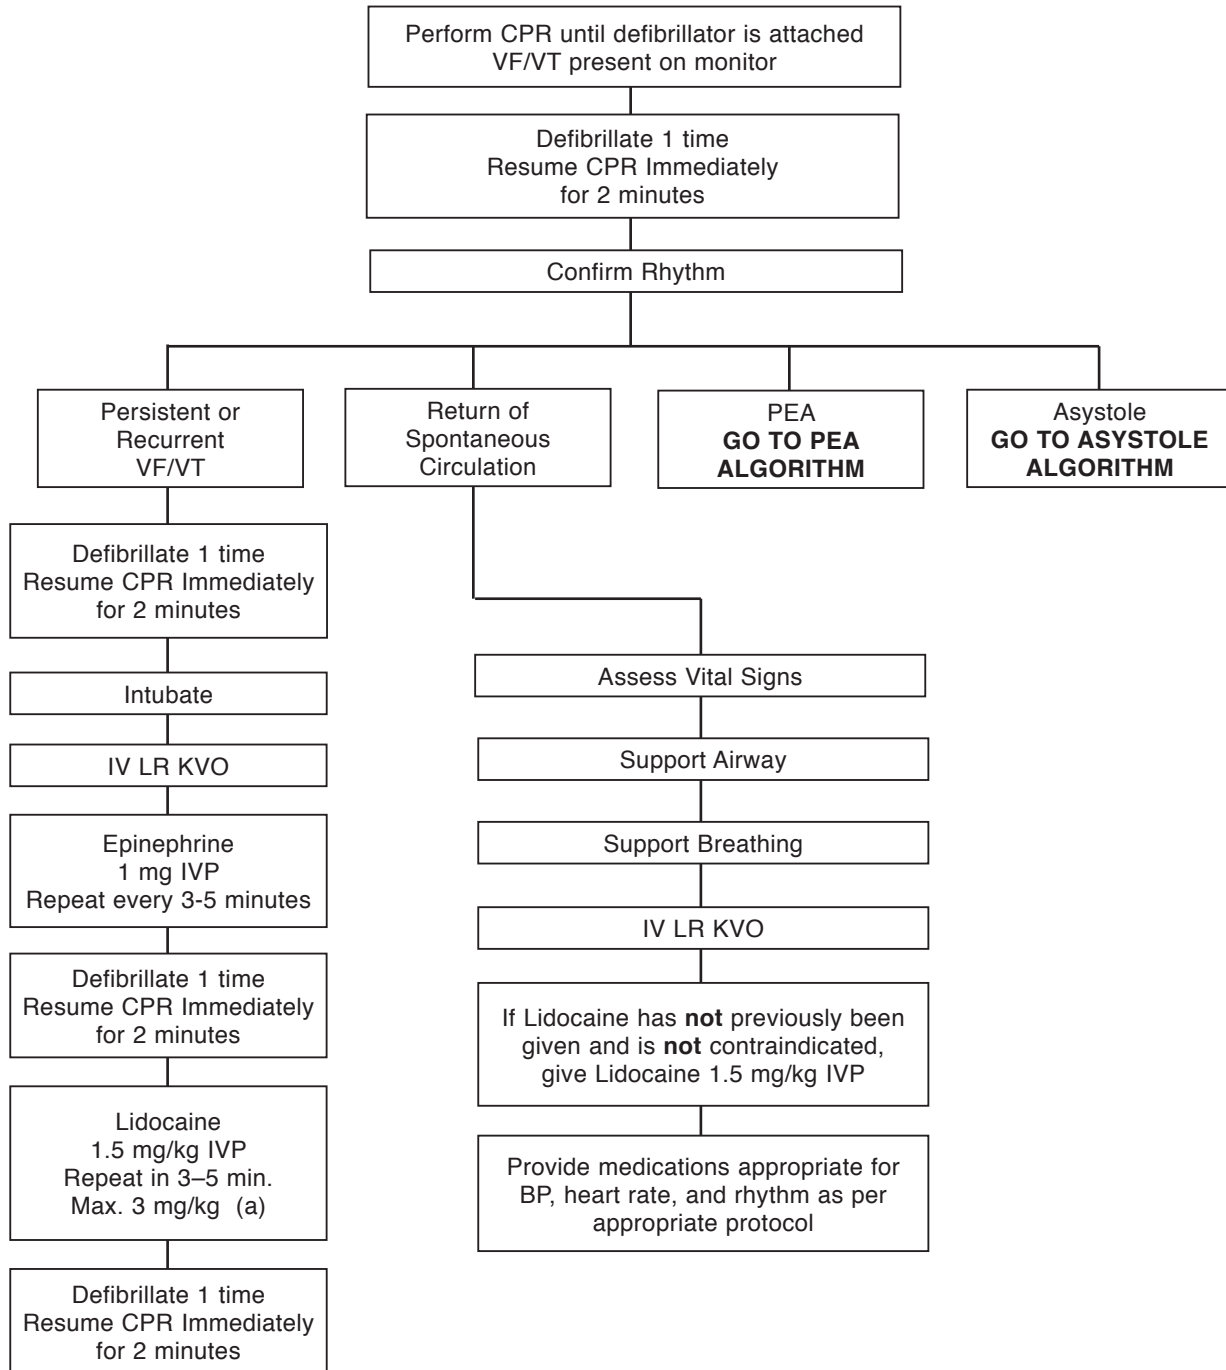 Perform CPR until defibrillator is attached
VF/VT present on monitor
Defibrillate 1 time
Resume CPR Immediately
for 2 minutes
Confirm Rhythm
Persistent or
Recurrent
VF/VT
Return of
Spontaneous
Circulation
PEA
GO TO PEA
ALGORITHM
Asystole
GO TO ASYSTOLE
ALGORITHM
Defibrillate 1 time
Resume CPR Immediately
for 2 minutes
Intubate
IV LR KVO
Epinephrine
1 mg IVP
Repeat every 3-5 minutes
Defibrillate 1 time
Resume CPR Immediately
for 2 minutes
Lidocaine
1.5 mg/kg IVP
Repeat in 3–5 min.
Max. 3 mg/kg (a)
Defibrillate 1 time
Resume CPR Immediately
for 2 minutes
Assess Vital Signs
Support Airway
Support Breathing
IV LR KVO
If Lidocaine has not previously been
given and is not contraindicated,
give Lidocaine 1.5 mg/kg IVP
Provide medications appropriate for
BP, heart rate, and rhythm as per
appropriate protocol